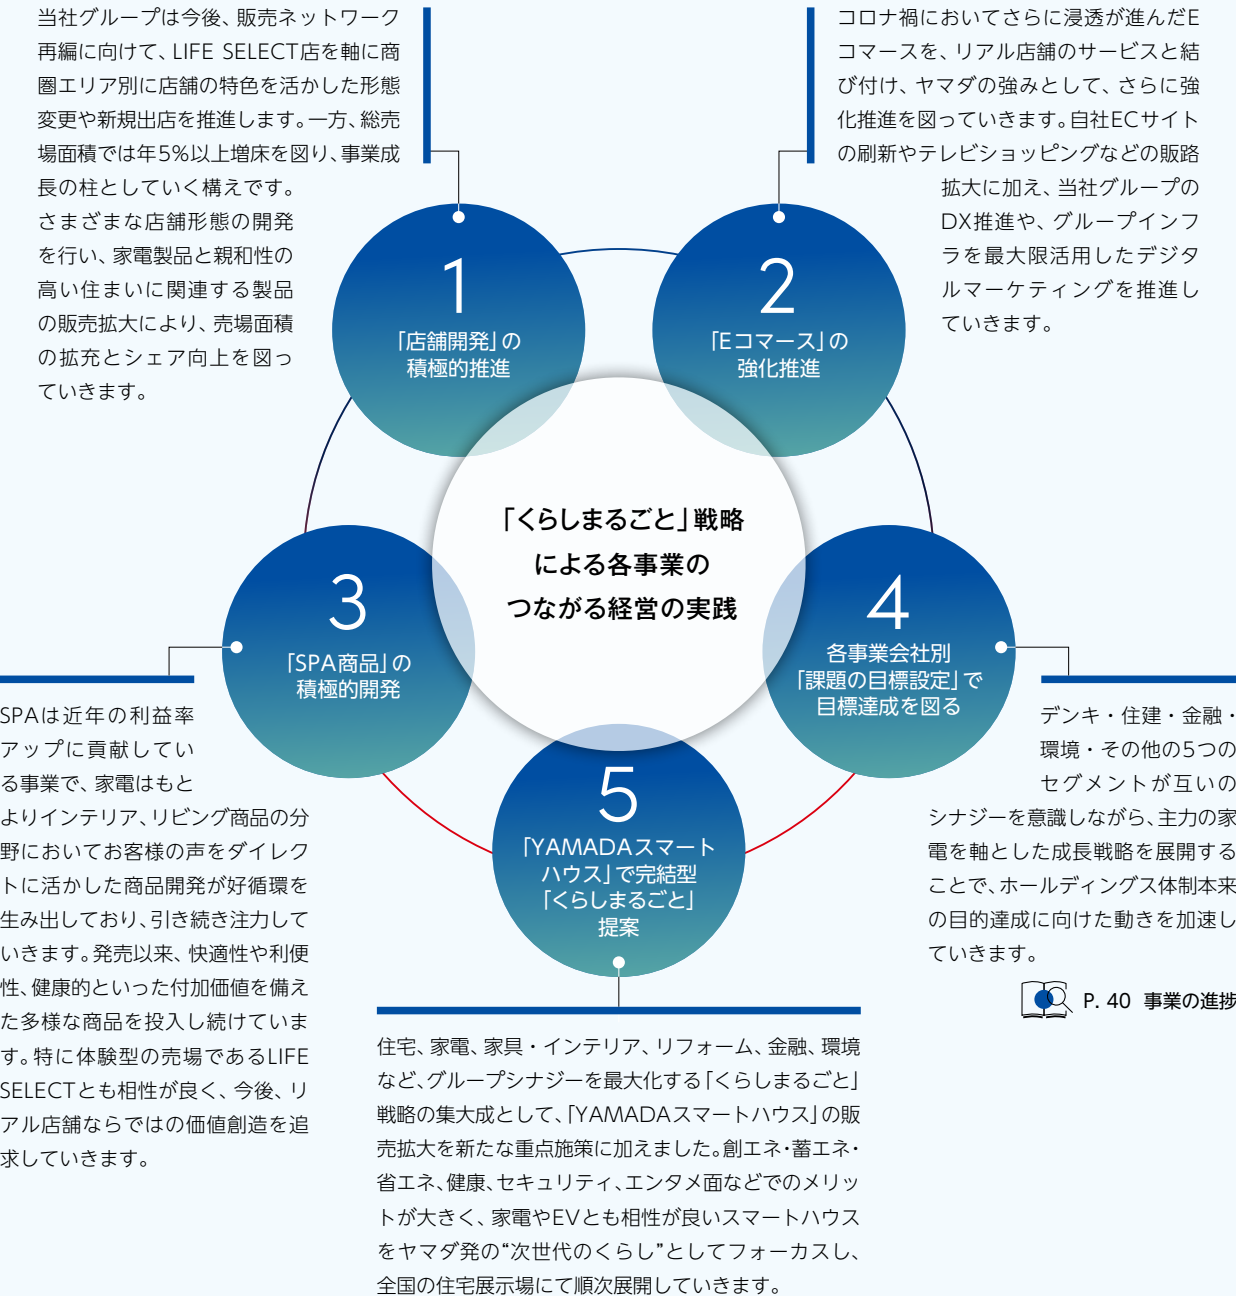 当社グループは今後、販売ネットワーク
再編に向けて、LIFE SELECT店を軸に商
圏エリア別に店舗の特色を活かした形態
変更や新規出店を推進します。一方、総売
場面積では年5%以上増床を図り、事業成
長の柱としていく構えです。
さまざまな店舗形態の開発
を行い、家電製品と親和性の
高い住まいに関連する製品
の販売拡大により、売場面積
の拡充とシェア向上を図っ
ていきます。
コロナ禍においてさらに浸透が進んだE
コマースを、リアル店舗のサービスと結
び付け、ヤマダの強みとして、さらに強
化推進を図っていきます。自社ECサイト
の刷新やテレビショッピングなどの販路
拡大に加え、当社グループの
DX推進や、グループインフ
ラを最大限活用したデジタ
ルマーケティングを推進し
ていきます。
1
「店舗開発」の
積極的推進
2
「Eコマース」の
強化推進
「くらしまるごと」戦略
による各事業の
つながる経営の実践
3
「SPA商品」の
積極的開発
4
各事業会社別
「課題の目標設定」で
目標達成を図る
5
「YAMADAスマート
ハウス」で完結型
「くらしまるごと」
提案
SPAは近年の利益率
アップに貢献してい
る事業で、家電はもと
よりインテリア、リビング商品の分
野においてお客様の声をダイレク
トに活かした商品開発が好循環を
生み出しており、引き続き注力して
いきます。発売以来、快適性や利便
性、健康的といった付加価値を備え
た多様な商品を投入し続けていま
す。特に体験型の売場であるLIFE
SELECTとも相性が良く、今後、リ
アル店舗ならではの価値創造を追
求していきます。
デンキ・住建・金融・
環境・その他の5つの
セグメントが互いの
シナジーを意識しながら、主力の家
電を軸とした成長戦略を展開する
ことで、ホールディングス体制本来
の目的達成に向けた動きを加速し
ていきます。
P. 40 事業の進捗
住宅、家電、家具・インテリア、リフォーム、金融、環境
など、グループシナジーを最大化する「くらしまるごと」
戦略の集大成として、「YAMADAスマートハウス」の販
売拡大を新たな重点施策に加えました。創エネ・蓄エネ・
省エネ、健康、セキュリティ、エンタメ面などでのメリッ
トが大きく、家電やEVとも相性が良いスマートハウス
をヤマダ発の“次世代のくらし”としてフォーカスし、
全国の住宅展示場にて順次展開していきます。